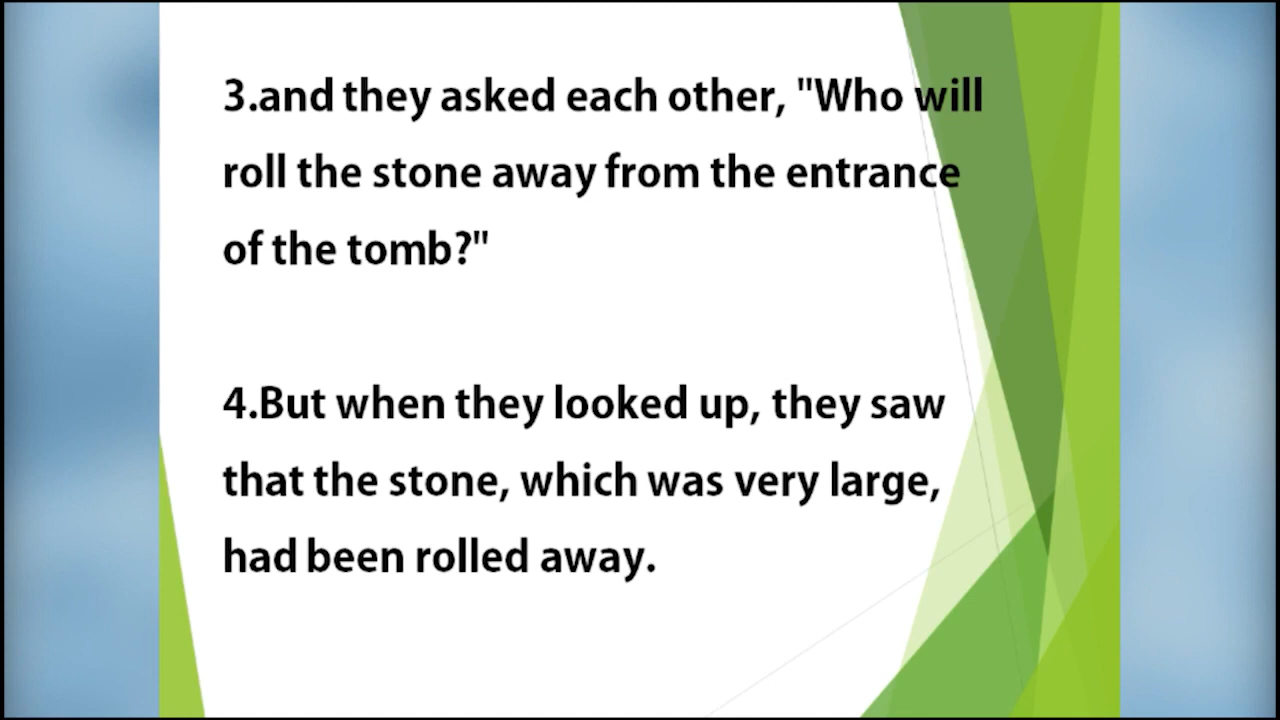 3.and they asked each other, "Who will
roll the stone away from the entrance
of the tomb?"
4.But when they looked up, they saw
that the stone, which was very large,
had been rolled away.